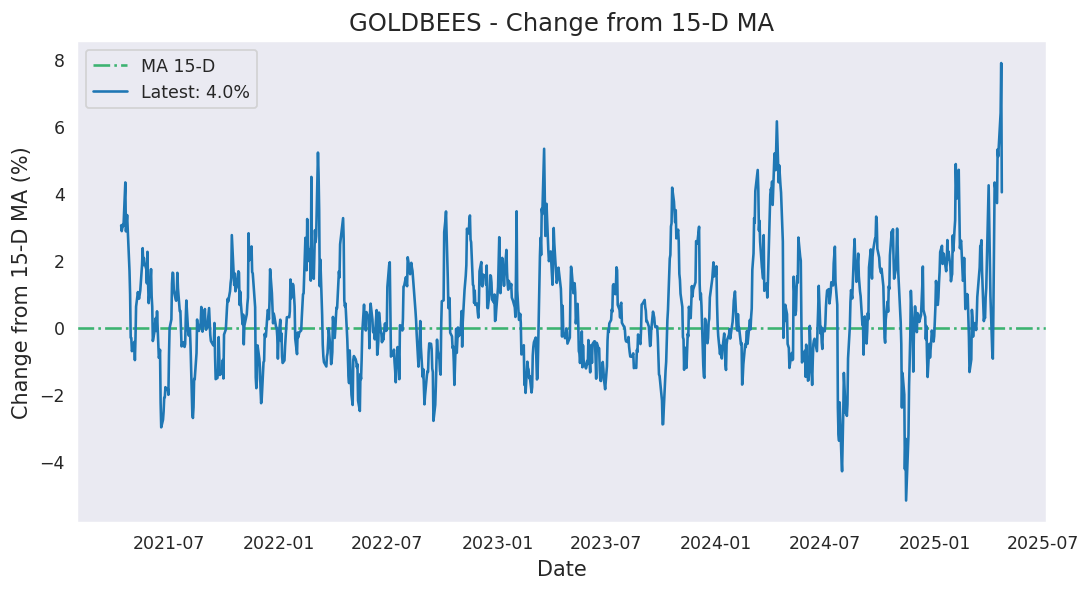 GOLDBEES - Change from 15-D MA
MA 15-D
Latest: 4.0%
Change from 15-D MA (%)
8
6
4
2
0
−2
−4
2021-07 2022-01 2022-07 2023-01 2023-07 2024-01 2024-07 2025-01 2025-07
Date